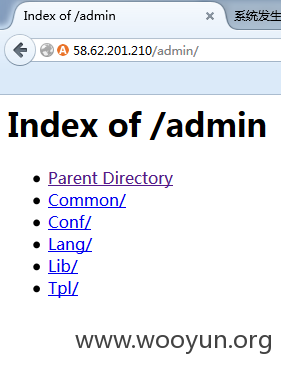 Index of /admin
系统发生
58.62.201.210/admin/
Index of /admin
Parent Directory
Common/
Conf/
Lang/
Lib/
Tpl/
www.wooyun.org